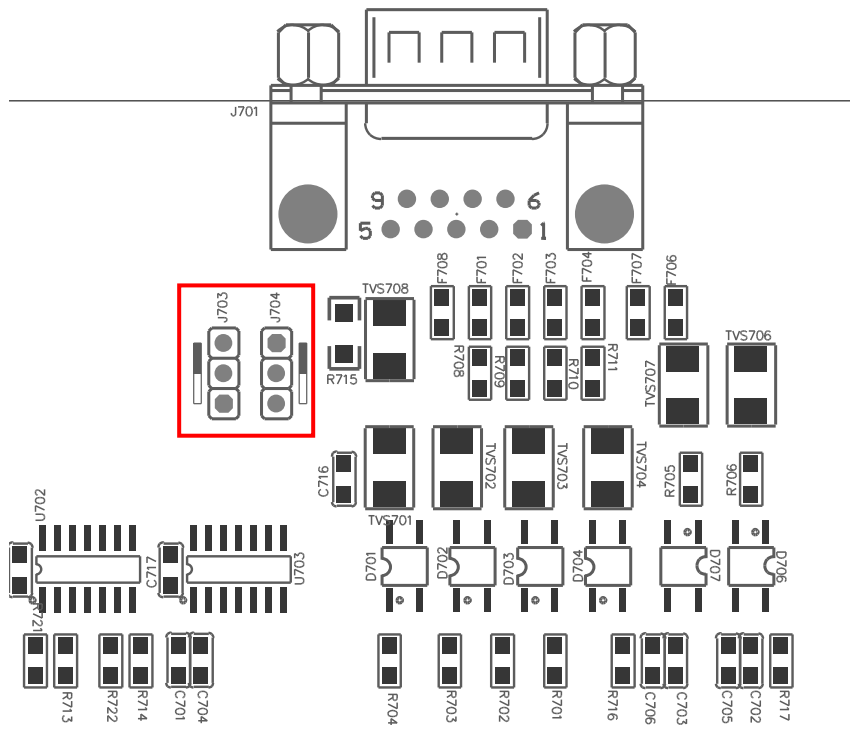 J701
9 6
5 1
F708 F701 F702 F703 F704 F707 F706
J703 J704 TVS708
R708 R709 R710 R711
TVS706
R715 TVS707
C716 TVS702 TVS703 TVS704 R705 R706
U702 TVS701
C717 U703 D701 D702 D703 D704 D707 D706
R721
R713 R722 R714 C701 C704 R704 R703 R702 R701 R716 C706 C703 C705 C702 R717